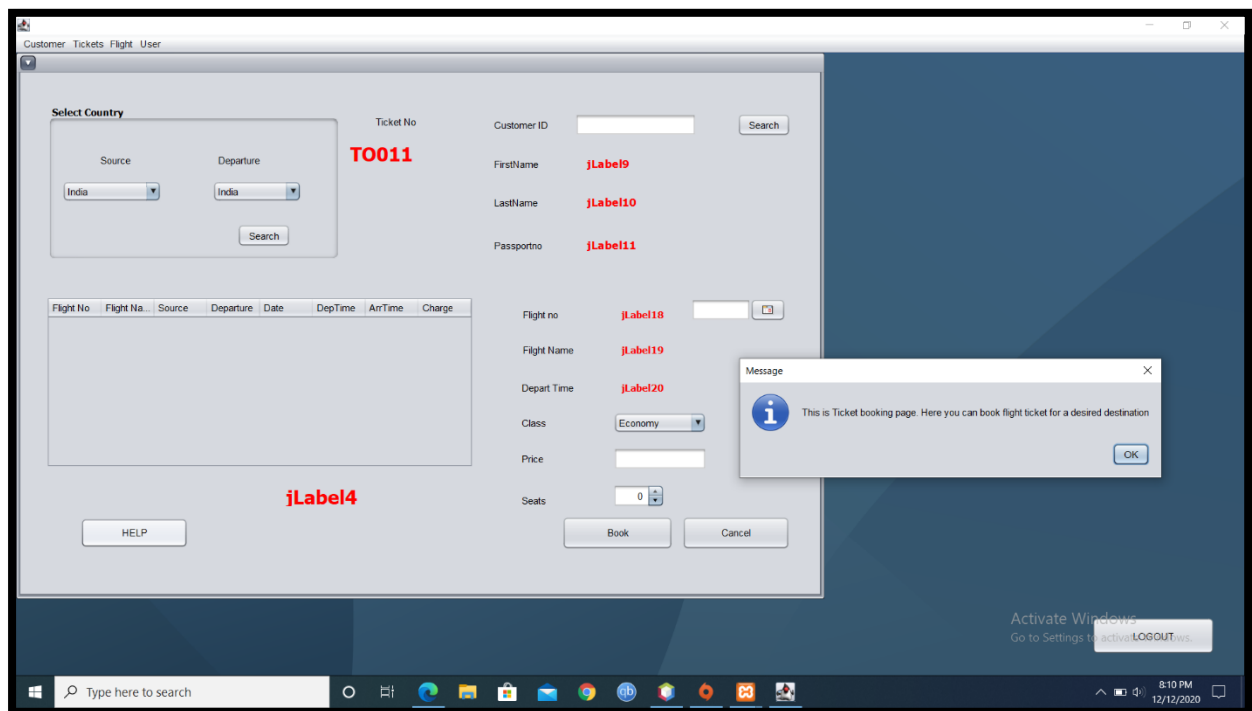 Customer Tickets Flight User
Select Country
Ticket No
Customer ID
Search
Source
Departure
TO011
FirstName
jLabel9
India
India
LastName
jLabel10
Search
Passportno
jLabel11
Flight No Flight Na... Source Departure Date DepTime ArrTime Charge
Flight no
jLabel18
Filght Name
jLabel19
Depart Time
jLabel20
Class
Economy
Price
jLabel4
Seats
0
HELP
Book
Cancel
Message
This is Ticket booking page. Here you can book flight ticket for a desired destination
OK
Activate Windows
Go to Settings to activate Windows.
LOGOUT
Type here to search
qb
8:10 PM
12/12/2020